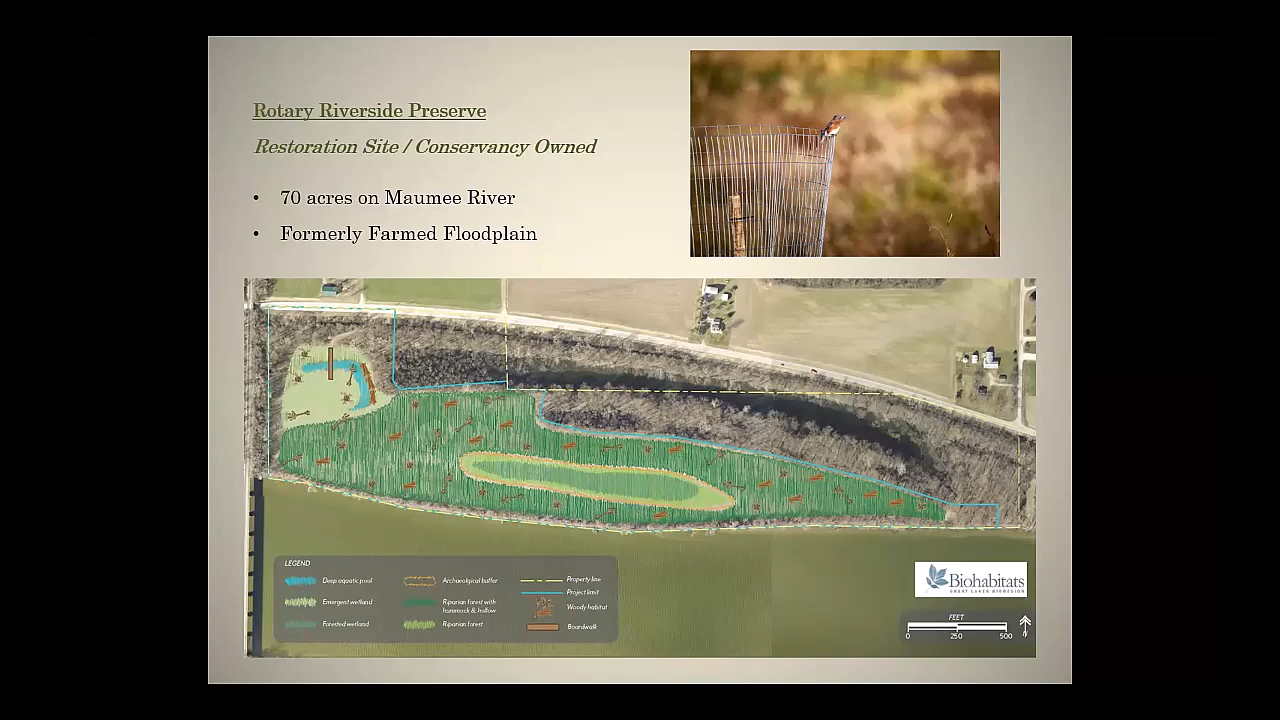 Rotary Riverside Preserve
Restoration Site / Conservancy Owned
• 70 acres on Maumee River
• Formerly Farmed Floodplain
LEGEND
Deep aquatic pool
Emergent wetland
Forested wetland
Archaeological buffer
Riparian forest with
hummock & hollow
Riparian forest
Property line
Project limit
Woody habitat
Boardwalk
Biohabitats
GREAT LAKES BIOREGION
FEET
0 250 500
N